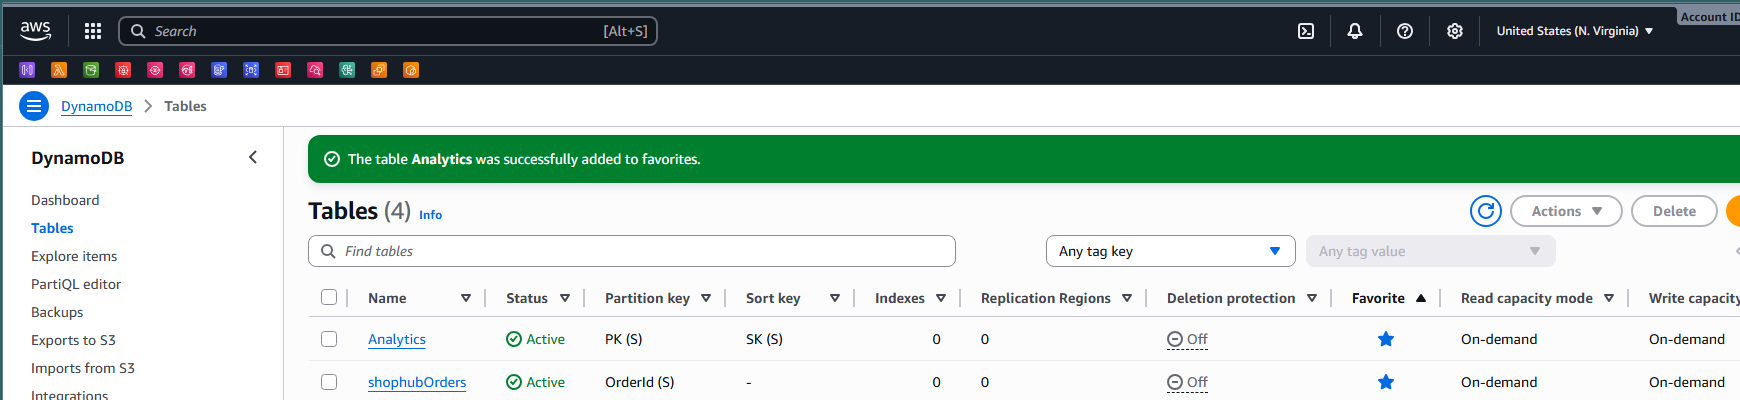 Account ID
aws
Search [Alt+S]
United States (N. Virginia)
DynamoDB Tables
DynamoDB
The table Analytics was successfully added to favorites.
Dashboard
Tables
Explore items
PartiQL editor
Backups
Exports to S3
Imports from S3
Integrations
Tables (4) Info
Actions Delete
Find tables Any tag key Any tag value
Name Status Partition key Sort key Indexes Replication Regions Deletion protection Favorite Read capacity mode Write capacity
Analytics Active PK (S) SK (S) 0 0 Off On-demand On-demand
shophubOrders Active OrderId (S) - 0 0 Off On-demand On-demand